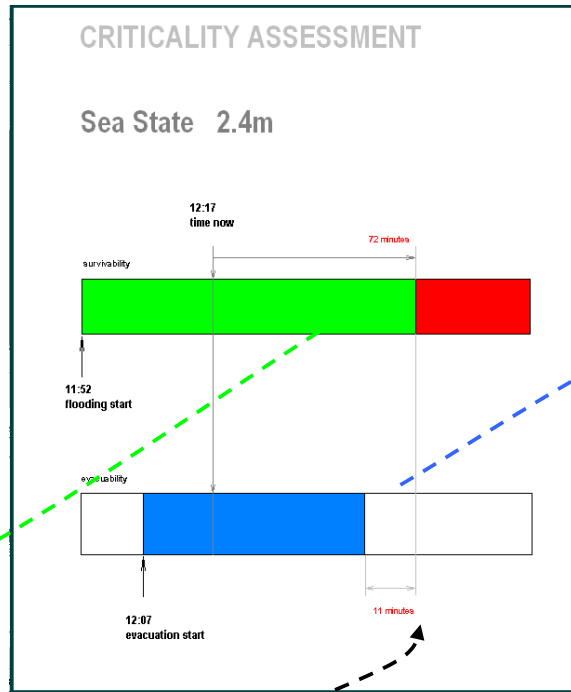 CRITICALITY ASSESSMENT
Sea State 2.4m
12:17
time now
72 minutes
survivability
11:52
flooding start
evacuability
12:07
evacuation start
11 minutes